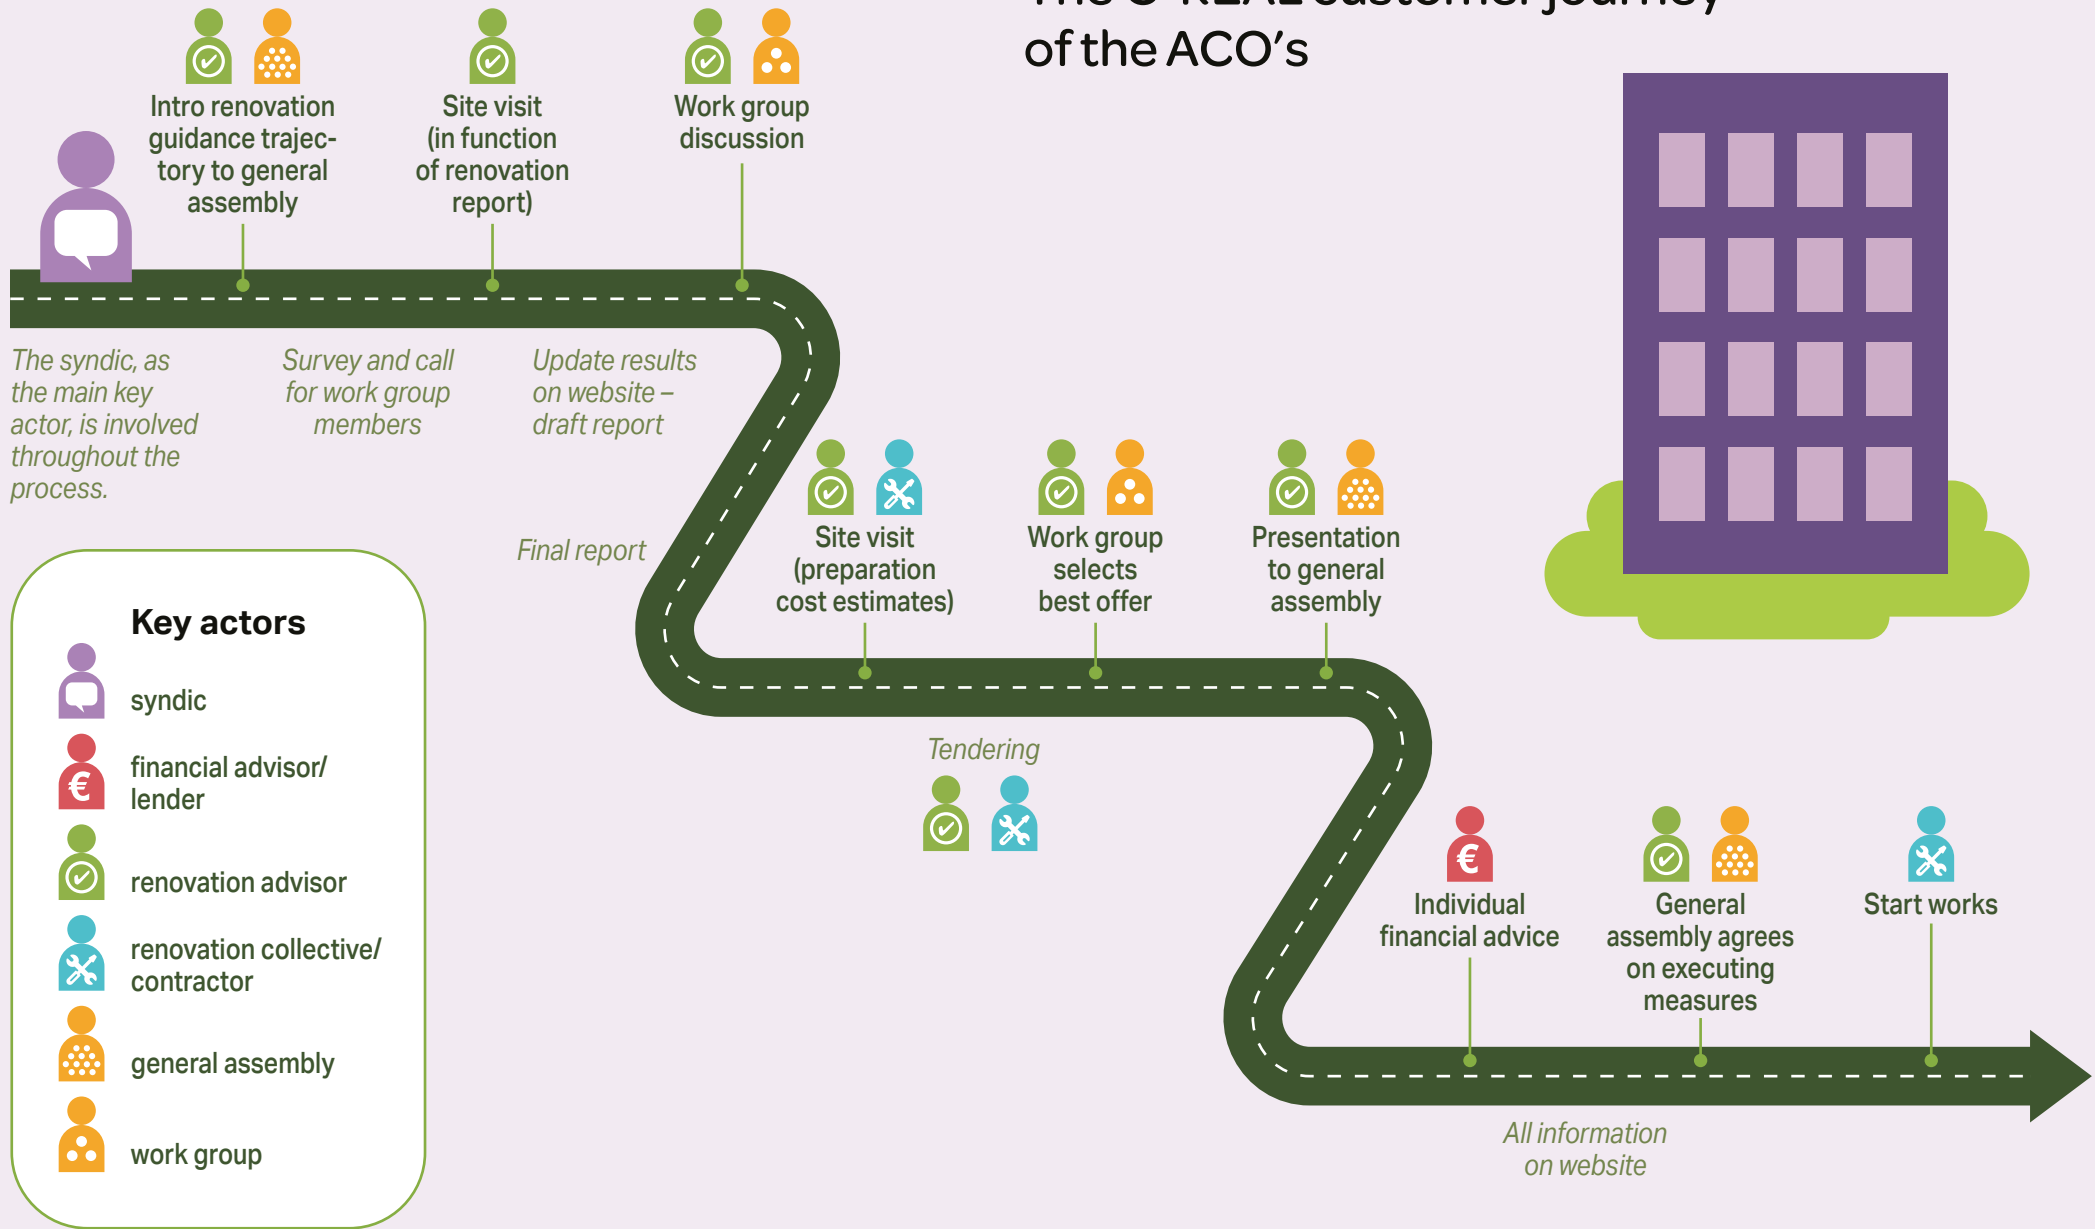 The C-REAL customer journey
of the ACO's
Intro renovation
guidance trajec-
tory to general
assembly
Site visit
(in function
of renovation
report)
Work group
discussion
The syndic, as
the main key
actor, is involved
throughout the
process.
Survey and call
for work group
members
Update results
on website –
draft report
Final report
Site visit
(preparation
cost estimates)
Work group
selects
best offer
Presentation
to general
assembly
Tendering
Key actors
syndic
€
financial advisor/
lender
renovation advisor
renovation collective/
contractor
general assembly
work group
€
Individual
financial advice
General
assembly agrees
on executing
measures
Start works
All information
on website